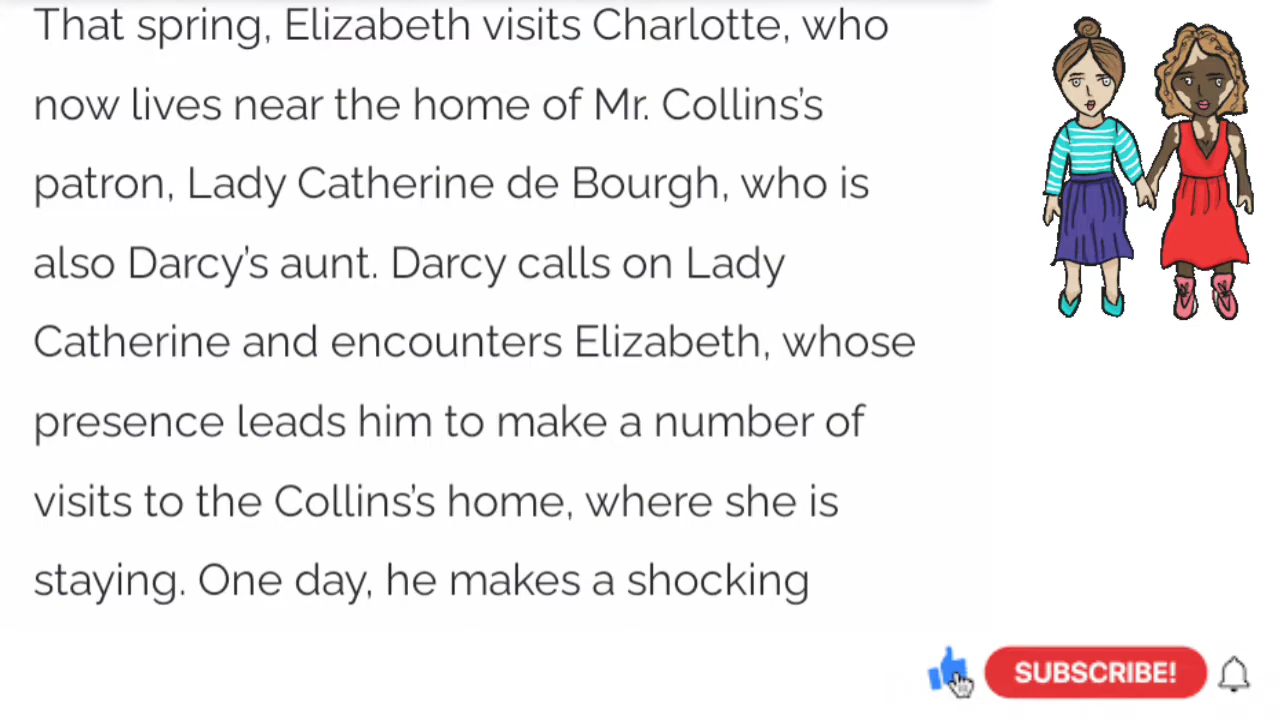 That spring, Elizabeth visits Charlotte, who
now lives near the home of Mr. Collins’s
patron, Lady Catherine de Bourgh, who is
also Darcy’s aunt. Darcy calls on Lady
Catherine and encounters Elizabeth, whose
presence leads him to make a number of
visits to the Collins’s home, where she is
staying. One day, he makes a shocking
SUBSCRIBE!